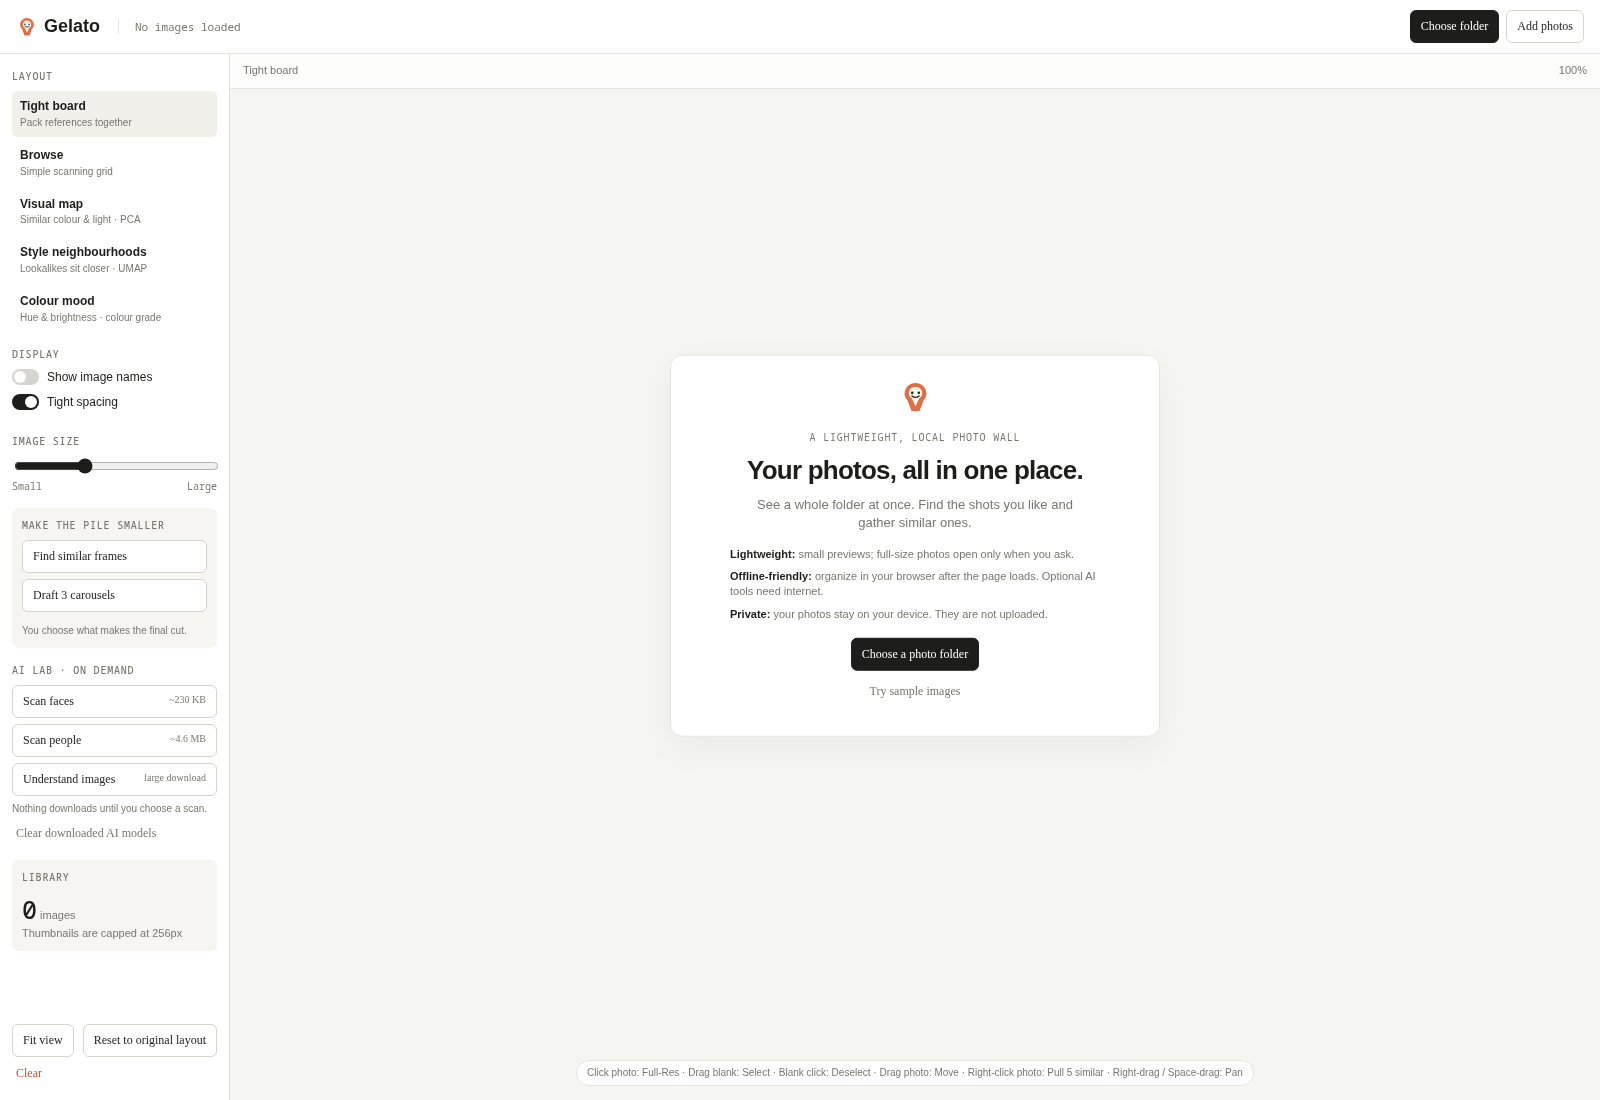 Gelato
No images loaded
Choose folder
Add photos
LAYOUT
Tight board
Pack references together
Browse
Simple scanning grid
Visual map
Similar colour & light · PCA
Style neighbourhoods
Lookalikes sit closer · UMAP
Colour mood
Hue & brightness · colour grade
DISPLAY
Show image names
Tight spacing
IMAGE SIZE
Small
Large
MAKE THE PILE SMALLER
Find similar frames
Draft 3 carousels
You choose what makes the final cut.
AI LAB · ON DEMAND
Scan faces ~230 KB
Scan people ~4.6 MB
Understand images large download
Nothing downloads until you choose a scan.
Clear downloaded AI models
LIBRARY
0 images
Thumbnails are capped at 256px
Fit view
Reset to original layout
Clear
Tight board
100%
A LIGHTWEIGHT, LOCAL PHOTO WALL
Your photos, all in one place.
See a whole folder at once. Find the shots you like and
gather similar ones.
Lightweight: small previews; full-size photos open only when you ask.
Offline-friendly: organize in your browser after the page loads. Optional AI
tools need internet.
Private: your photos stay on your device. They are not uploaded.
Choose a photo folder
Try sample images
Click photo: Full-Res · Drag blank: Select · Blank click: Deselect · Drag photo: Move · Right-click photo: Pull 5 similar · Right-drag / Space-drag: Pan